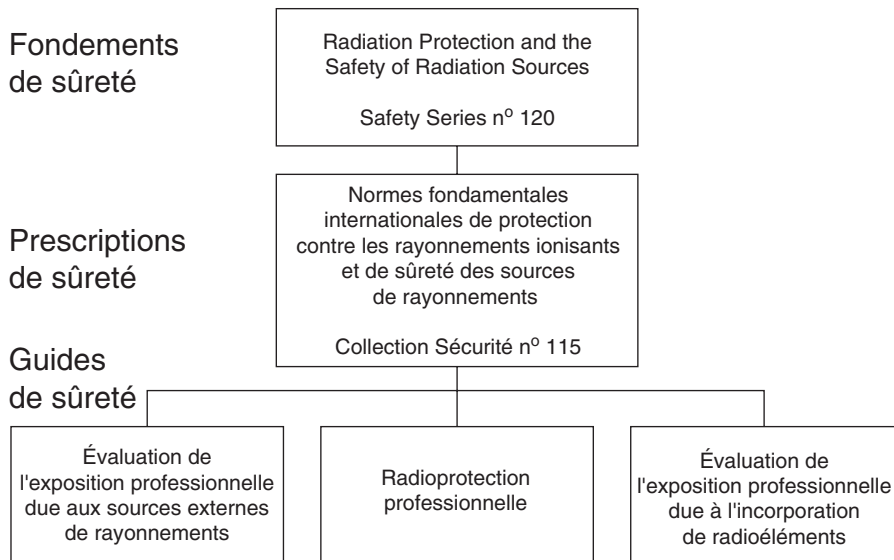 Fondements
de sûreté
Radiation Protection and the
Safety of Radiation Sources
Safety Series nº 120
Prescriptions
de sûreté
Normes fondamentales
internationales de protection
contre les rayonnements ionisants
et de sûreté des sources
de rayonnements
Collection Sécurité nº 115
Guides
de sûreté
Évaluation de
l'exposition professionnelle
due aux sources externes
de rayonnements
Radioprotection
professionnelle
Évaluation de
l'exposition professionnelle
due à l'incorporation
de radioéléments